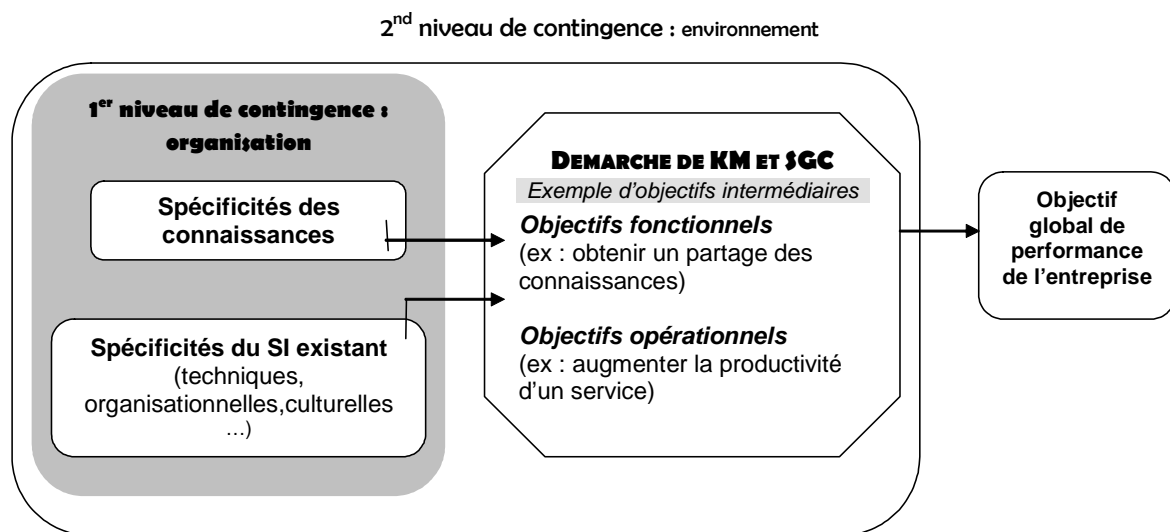 2nd niveau de contingence : environnement
1er niveau de contingence :
organisation
Spécificités des
connaissances
Spécificités du SI existant
(techniques,
organisationnelles,culturelles
…)
DEMARCHE DE KM ET SGC
Exemple d'objectifs intermédiaires
Objectifs fonctionnels
(ex : obtenir un partage des
connaissances)
Objectifs opérationnels
(ex : augmenter la productivité
d'un service)
Objectif
global de
performance
de l'entreprise